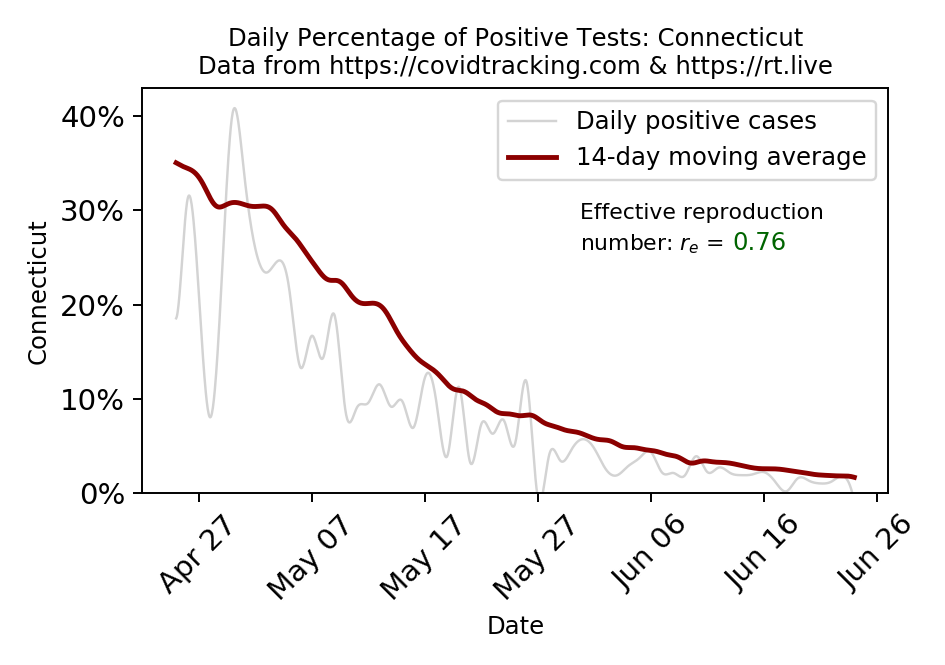 Daily Percentage of Positive Tests: Connecticut
Data from https://covidtracking.com & https://rt.live
Daily positive cases
14-day moving average
Effective reproduction
number: rₑ = 0.76
Connecticut
40%
30%
20%
10%
0%
Apr 27
May 07
May 17
May 27
Jun 06
Jun 16
Jun 26
Date